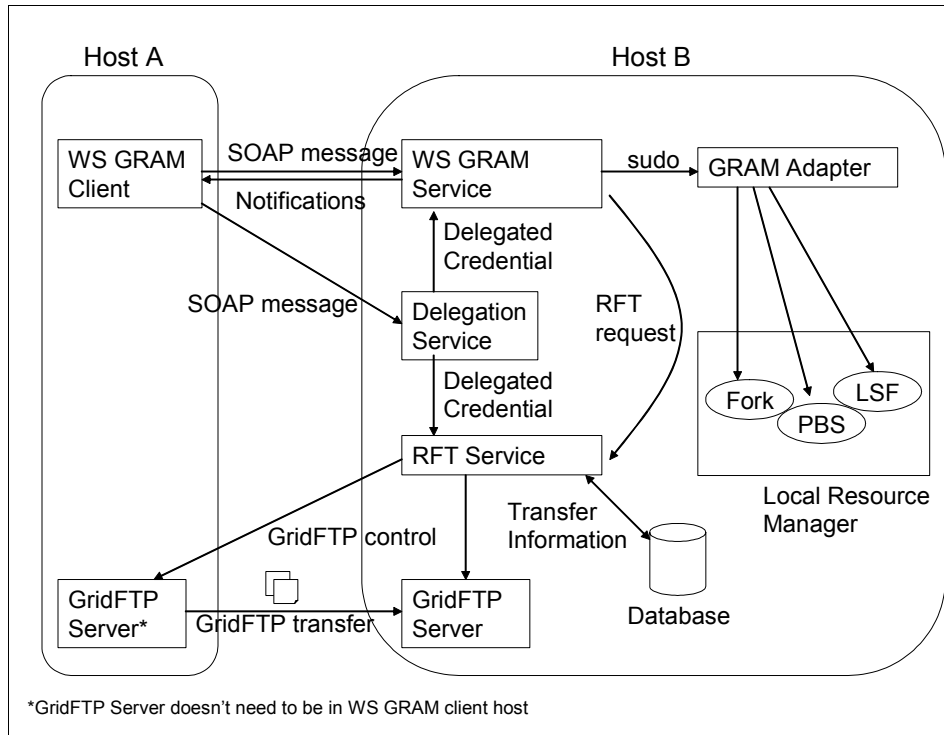 Host A
Host B
WS GRAM
Client
SOAP message
Notifications
WS GRAM
Service
sudo
GRAM Adapter
Delegated
Credential
SOAP message
Delegation
Service
RFT
request
Delegated
Credential
Fork
PBS
LSF
RFT Service
Local Resource
Manager
Transfer
Information
GridFTP control
GridFTP
Server*
GridFTP transfer
GridFTP
Server
Database
*GridFTP Server doesn't need to be in WS GRAM client host